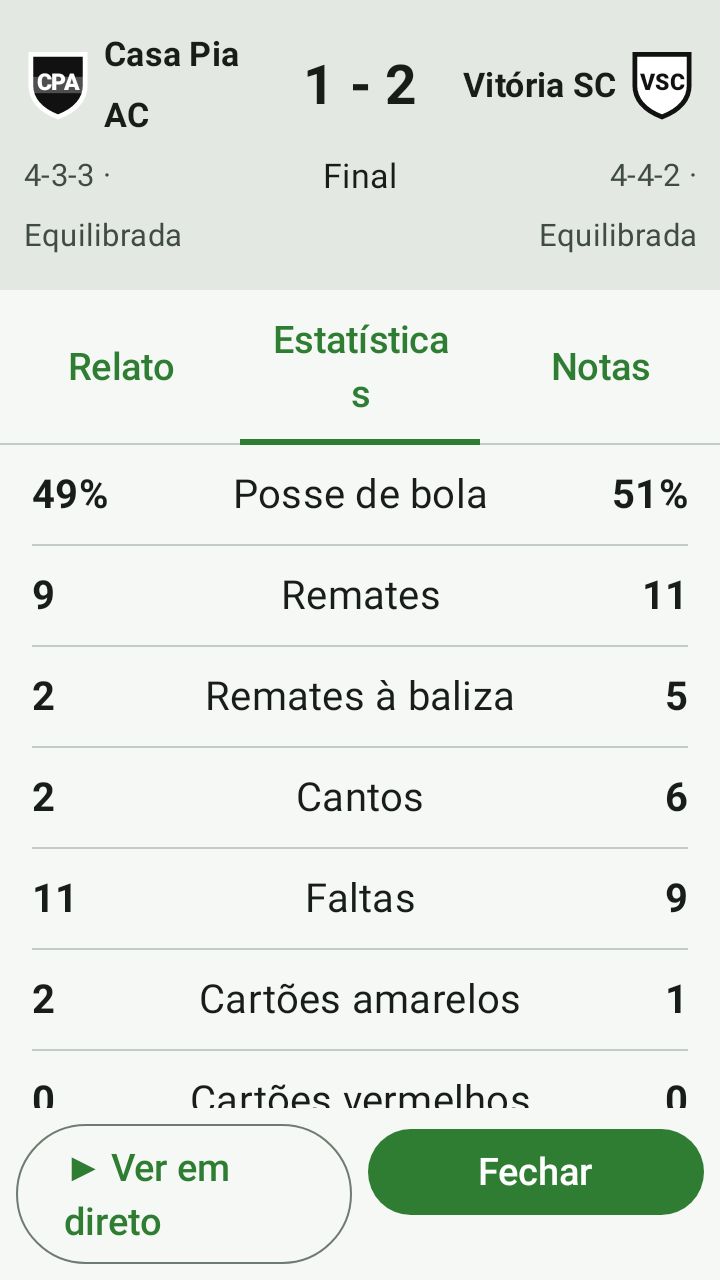 CPA
Casa Pia
AC
1 - 2
Vitória SC
VSC
4-3-3 ·
Equilibrada
Final
4-4-2 ·
Equilibrada
Relato
Estatística
s
Notas
49% Posse de bola 51%
9 Remates 11
2 Remates à baliza 5
2 Cantos 6
11 Faltas 9
2 Cartões amarelos 1
0 Cartões vermelhos 0
► Ver em
direto
Fechar